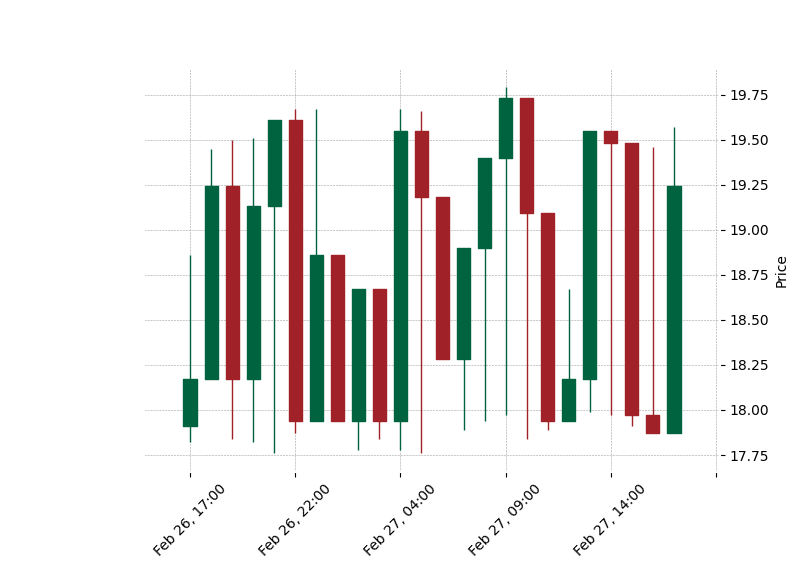 19.75
19.50
19.25
19.00
18.75
18.50
18.25
18.00
17.75
Price
Feb 26, 17:00
Feb 26, 22:00
Feb 27, 04:00
Feb 27, 09:00
Feb 27, 14:00